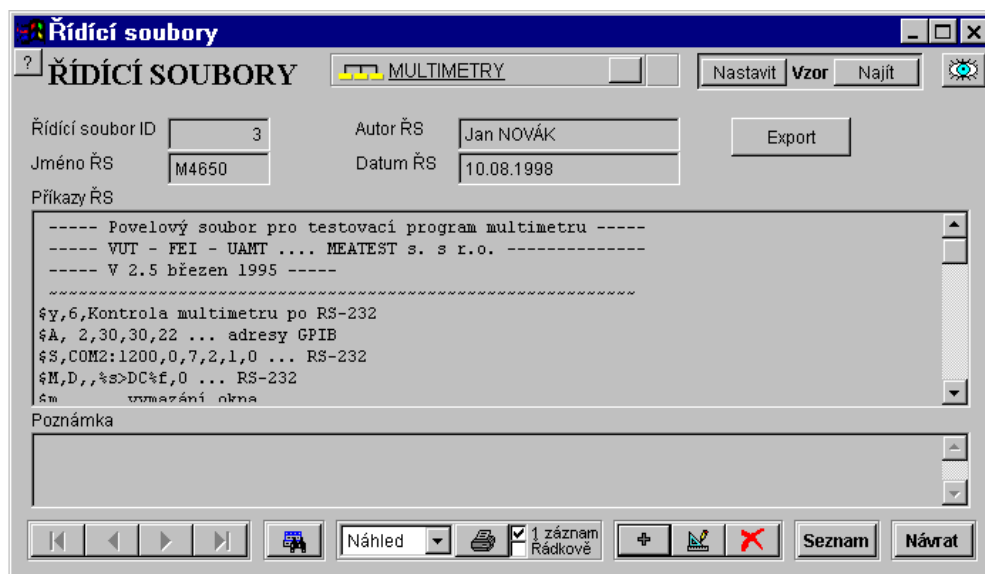 Řídící soubory
?
ŘÍDÍCÍ SOUBORY
MULTIMETRY
Nastavit Vzor Najít
Řídící soubor ID 3
Autor ŘS Jan NOVÁK
Export
Jméno ŘS M4650
Datum ŘS 10.08.1998
Příkazy ŘS
----- Povelový soubor pro testovací program multimetru -----
----- VUT - FEI - UAMT .... MEATEST s. s r.o. --------------
----- V 2.5 březen 1995 -----
~~~~~~~~~~~~~~~~~~~~~~~~~~~~~~~~~~~~~~~~~~~~~~~~~~~~~~~~~~~
$y,6,Kontrola multimetru po RS-232
$A, 2,30,30,22 ... adresy GPIB
$S,COM2:1200,0,7,2,1,0 ... RS-232
$M,D,,%s>DC%f,0 ... RS-232
$m vymazání okna
Poznámka
Náhled
1 záznam
Řádkově
Seznam
Návrat